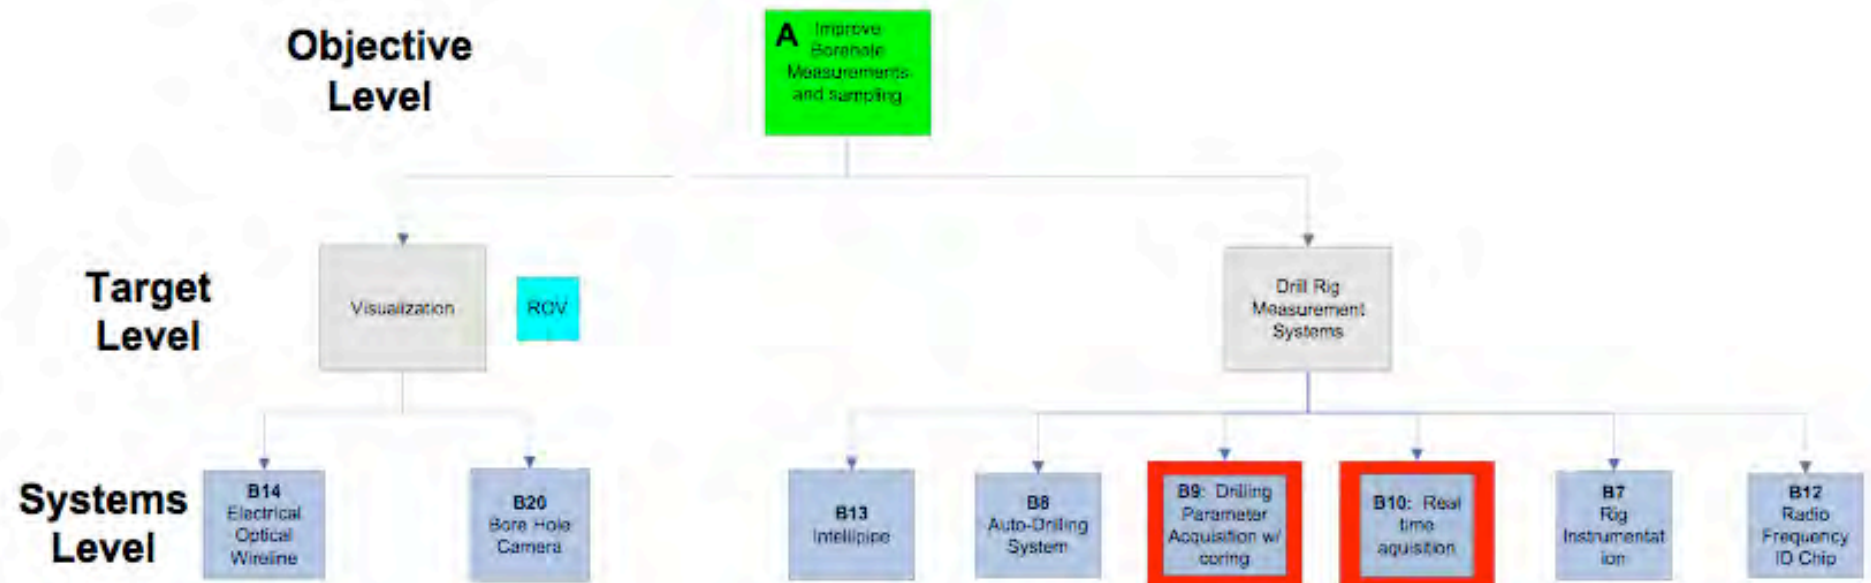 Objective
Level
A Improve
Borehole
Measurements
and sampling
Target
Level
Visualization
ROV
Drill Rig
Measurement
Systems
Systems
Level
B14
Electrical
Optical
Wireline
B20
Bore Hole
Camera
B13
Intellipipe
B8
Auto-Drilling
System
B9: Drilling
Parameter
Acquisition w/
coring
B10: Real
time
aquisition
B7
Rig
Instrumentat
ion
B12
Radio
Frequency
ID Chip